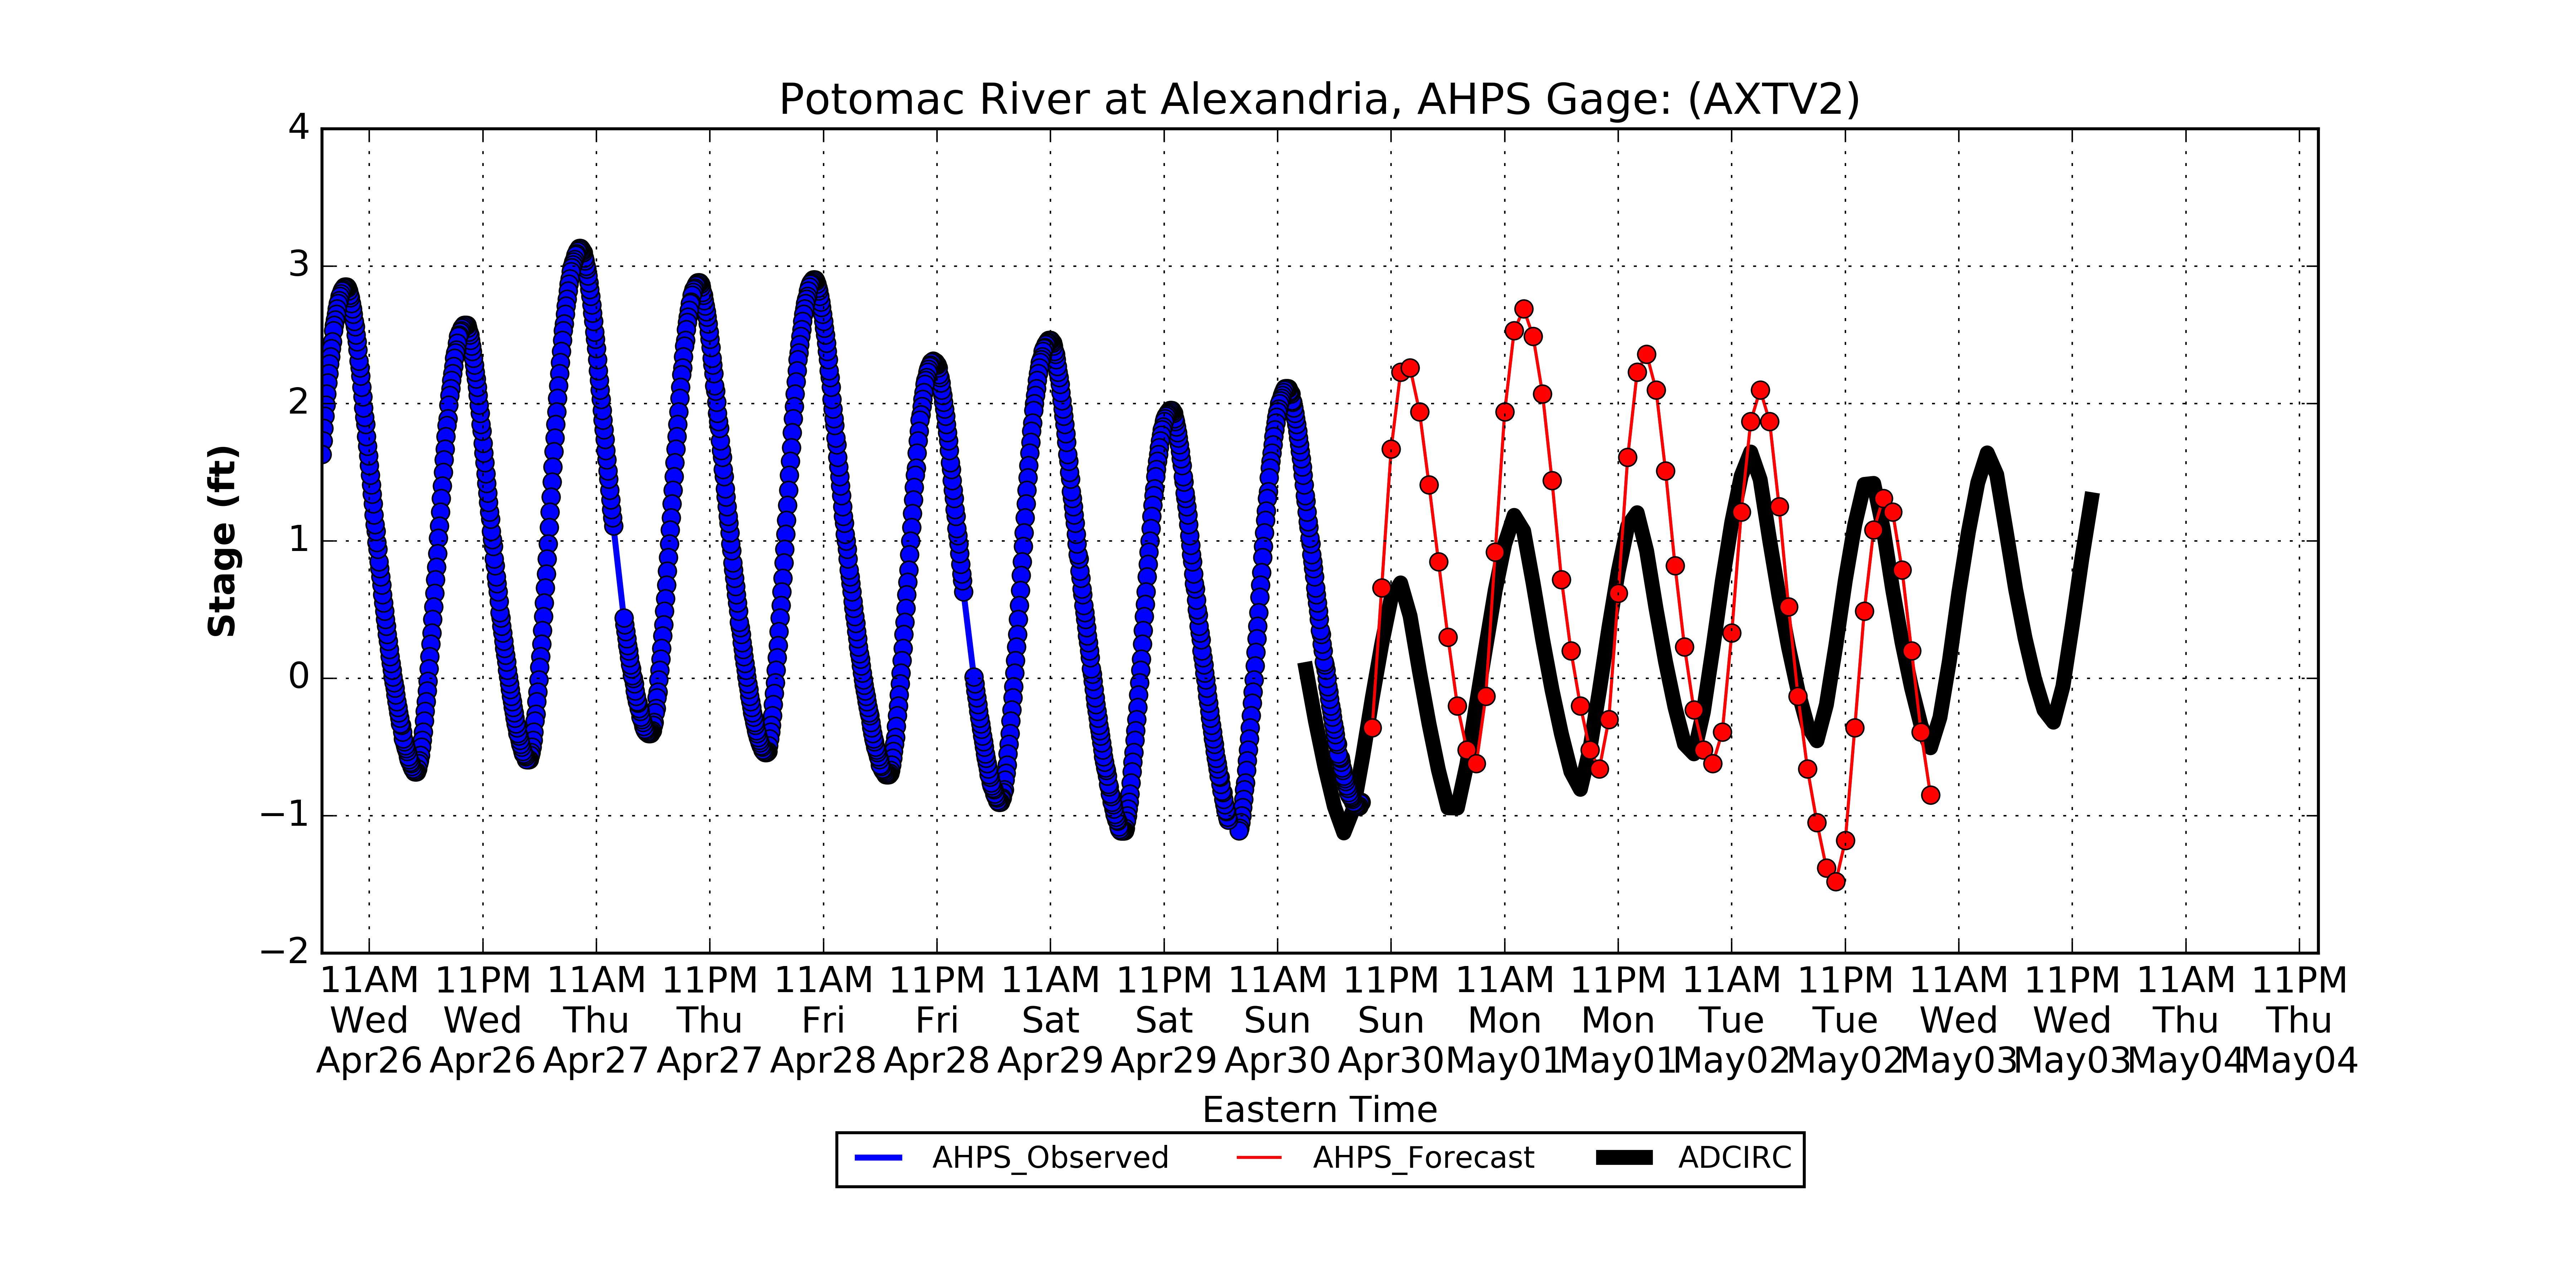 Potomac River at Alexandria, AHPS Gage: (AXTV2)
4
3
2
1
0
−1
−2
Stage (ft)
11AM 11PM 11AM 11PM 11AM 11PM 11AM 11PM 11AM 11PM 11AM 11PM 11AM 11PM 11AM 11PM 11AM 11PM
Wed Wed Thu Thu Fri Fri Sat Sat Sun Sun Mon Mon Tue Tue Wed Wed Thu Thu
Apr26 Apr26 Apr27 Apr27 Apr28 Apr28 Apr29 Apr29 Apr30 Apr30 May01 May01 May02 May02 May03 May03 May04 May04
Eastern Time
AHPS_Observed AHPS_Forecast ADCIRC